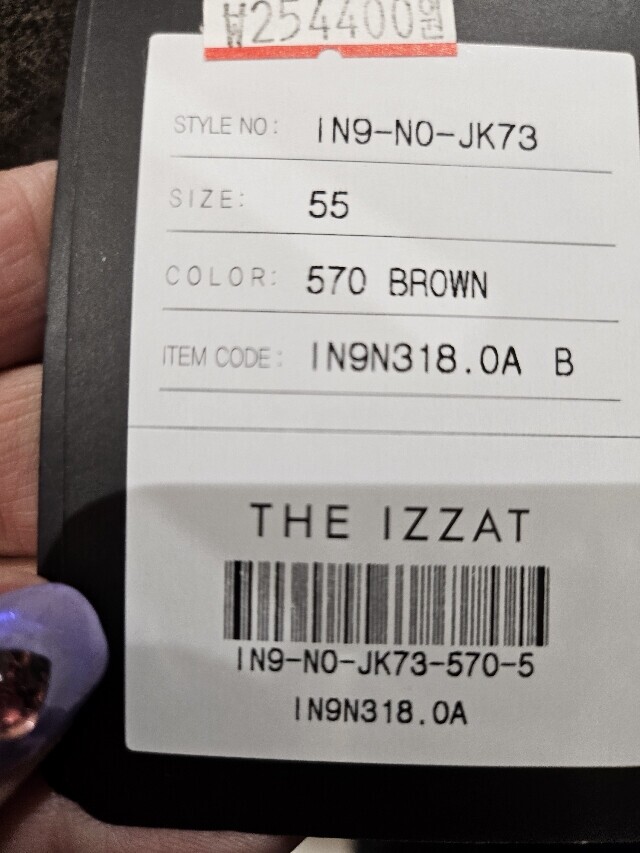 ₩254400원
STYLE NO: IN9-NO-JK73
SIZE: 55
COLOR: 570 BROWN
ITEM CODE: IN9N318.0A B
THE IZZAT
IN9-NO-JK73-570-5
IN9N318.0A